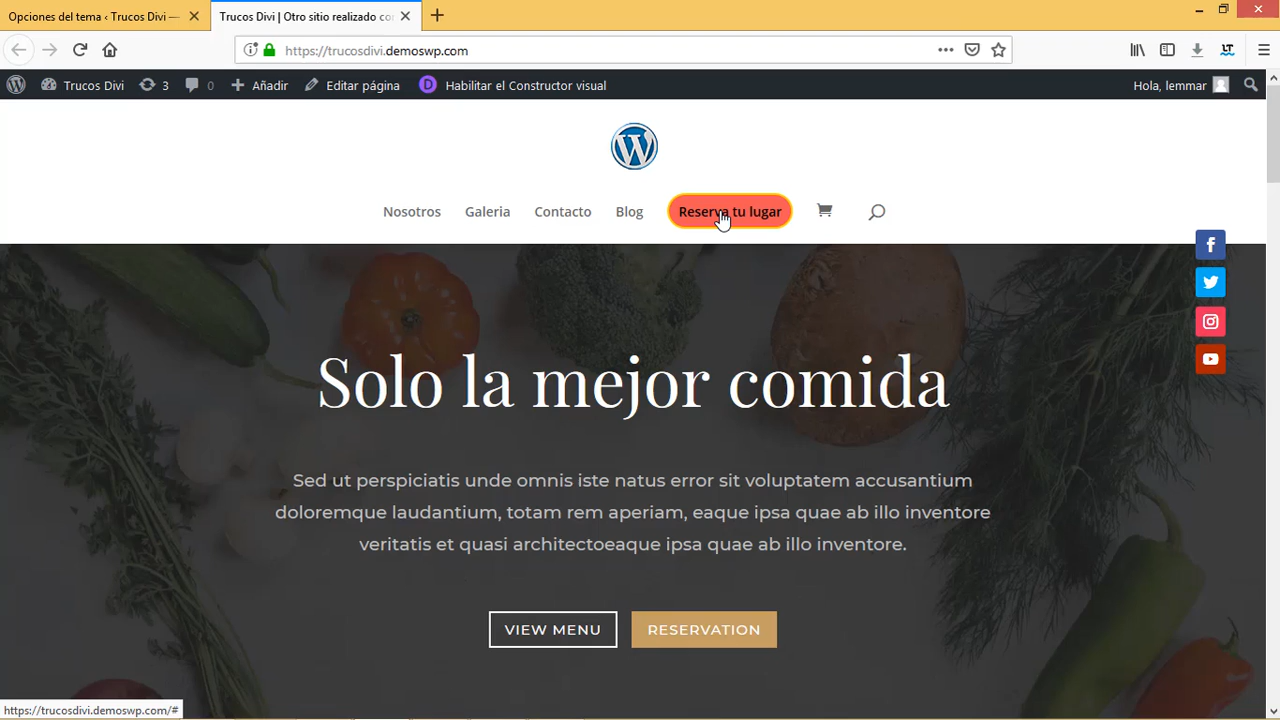 Opciones del tema ‹ Trucos Divi —
Trucos Divi | Otro sitio realizado co
https://trucosdivi.demoswp.com
Trucos Divi
3
0
Añadir
Editar página
D
Habilitar el Constructor visual
Hola, lemmar
Nosotros
Galeria
Contacto
Blog
Reserva tu lugar
Solo la mejor comida
Sed ut perspiciatis unde omnis iste natus error sit voluptatem accusantium
doloremque laudantium, totam rem aperiam, eaque ipsa quae ab illo inventore
veritatis et quasi architectoeaque ipsa quae ab illo inventore.
VIEW MENU
RESERVATION
https://trucosdivi.demoswp.com/#